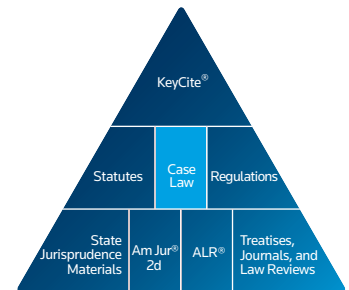 KeyCite®
Statutes
Case
Law
Regulations
State
Jurisprudence
Materials
Am Jur®
2d
ALR®
Treatises,
Journals, and
Law Reviews